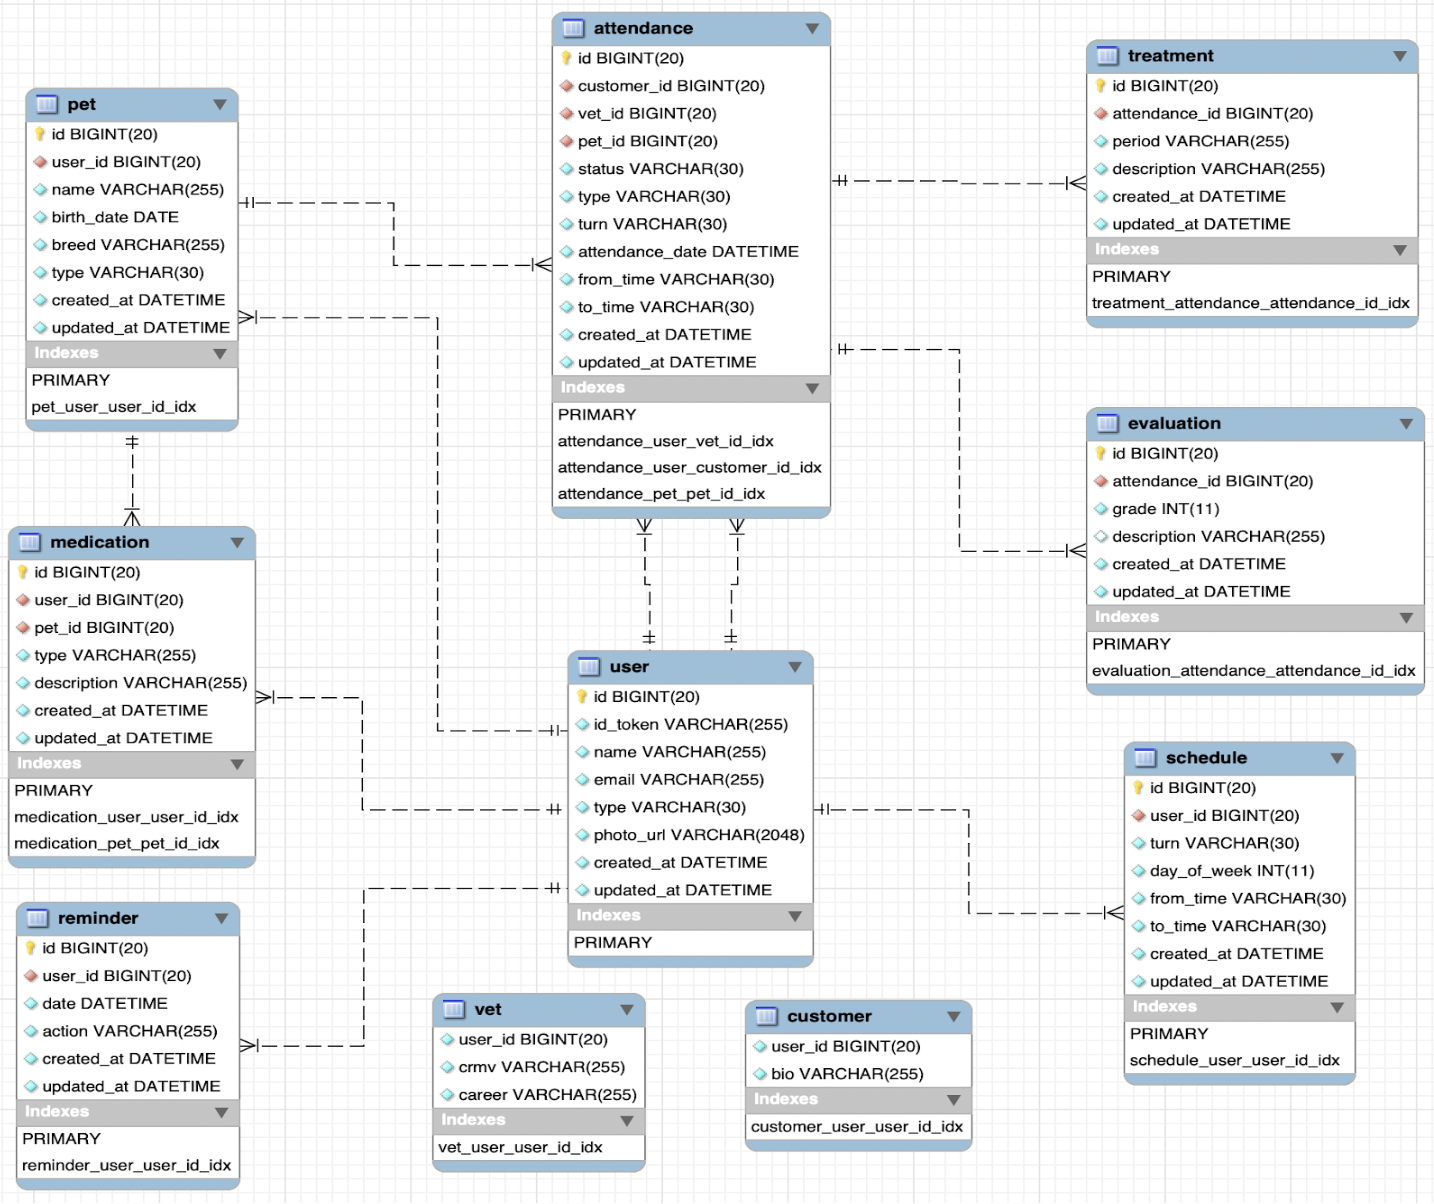 attendance
id BIGINT(20)
customer_id BIGINT(20)
vet_id BIGINT(20)
pet_id BIGINT(20)
status VARCHAR(30)
type VARCHAR(30)
turn VARCHAR(30)
attendance_date DATETIME
from_time VARCHAR(30)
to_time VARCHAR(30)
created_at DATETIME
updated_at DATETIME
Indexes
PRIMARY
attendance_user_vet_id_idx
attendance_user_customer_id_idx
attendance_pet_pet_id_idx
treatment
id BIGINT(20)
attendance_id BIGINT(20)
period VARCHAR(255)
description VARCHAR(255)
created_at DATETIME
updated_at DATETIME
Indexes
PRIMARY
treatment_attendance_attendance_id_idx
pet
id BIGINT(20)
user_id BIGINT(20)
name VARCHAR(255)
birth_date DATE
breed VARCHAR(255)
type VARCHAR(30)
created_at DATETIME
updated_at DATETIME
Indexes
PRIMARY
pet_user_user_id_idx
evaluation
id BIGINT(20)
attendance_id BIGINT(20)
grade INT(11)
description VARCHAR(255)
created_at DATETIME
updated_at DATETIME
Indexes
PRIMARY
evaluation_attendance_attendance_id_idx
medication
id BIGINT(20)
user_id BIGINT(20)
pet_id BIGINT(20)
type VARCHAR(255)
description VARCHAR(255)
created_at DATETIME
updated_at DATETIME
Indexes
PRIMARY
medication_user_user_id_idx
medication_pet_pet_id_idx
user
id BIGINT(20)
id_token VARCHAR(255)
name VARCHAR(255)
email VARCHAR(255)
type VARCHAR(30)
photo_url VARCHAR(2048)
created_at DATETIME
updated_at DATETIME
Indexes
PRIMARY
schedule
id BIGINT(20)
user_id BIGINT(20)
turn VARCHAR(30)
day_of_week INT(11)
from_time VARCHAR(30)
to_time VARCHAR(30)
created_at DATETIME
updated_at DATETIME
Indexes
PRIMARY
schedule_user_user_id_idx
reminder
id BIGINT(20)
user_id BIGINT(20)
date DATETIME
action VARCHAR(255)
created_at DATETIME
updated_at DATETIME
Indexes
PRIMARY
reminder_user_user_id_idx
vet
user_id BIGINT(20)
crmv VARCHAR(255)
career VARCHAR(255)
Indexes
vet_user_user_id_idx
customer
user_id BIGINT(20)
bio VARCHAR(255)
Indexes
customer_user_user_id_idx